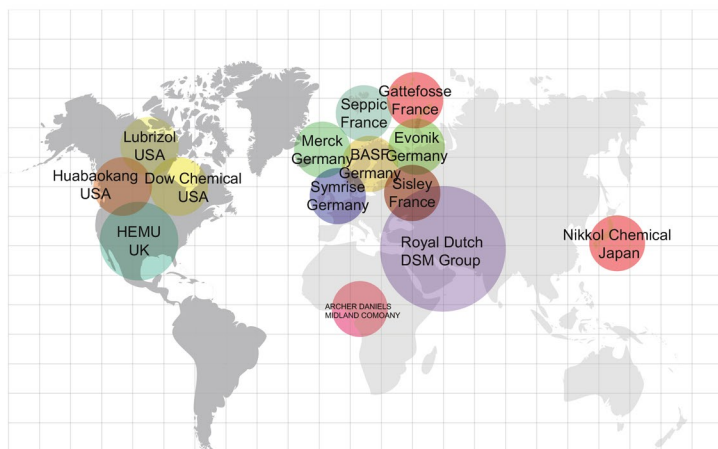 Gattefosse
France
Seppic
France
Lubrizol
USA
Merck
Germany
BASF
Germany
Evonik
Germany
Huabaokang
USA
Dow Chemical
USA
Symrise
Germany
Sisley
France
HEMU
UK
Royal Dutch
DSM Group
Nikkol Chemical
Japan
ARCHER DANIELS
MIDLAND COMOANY